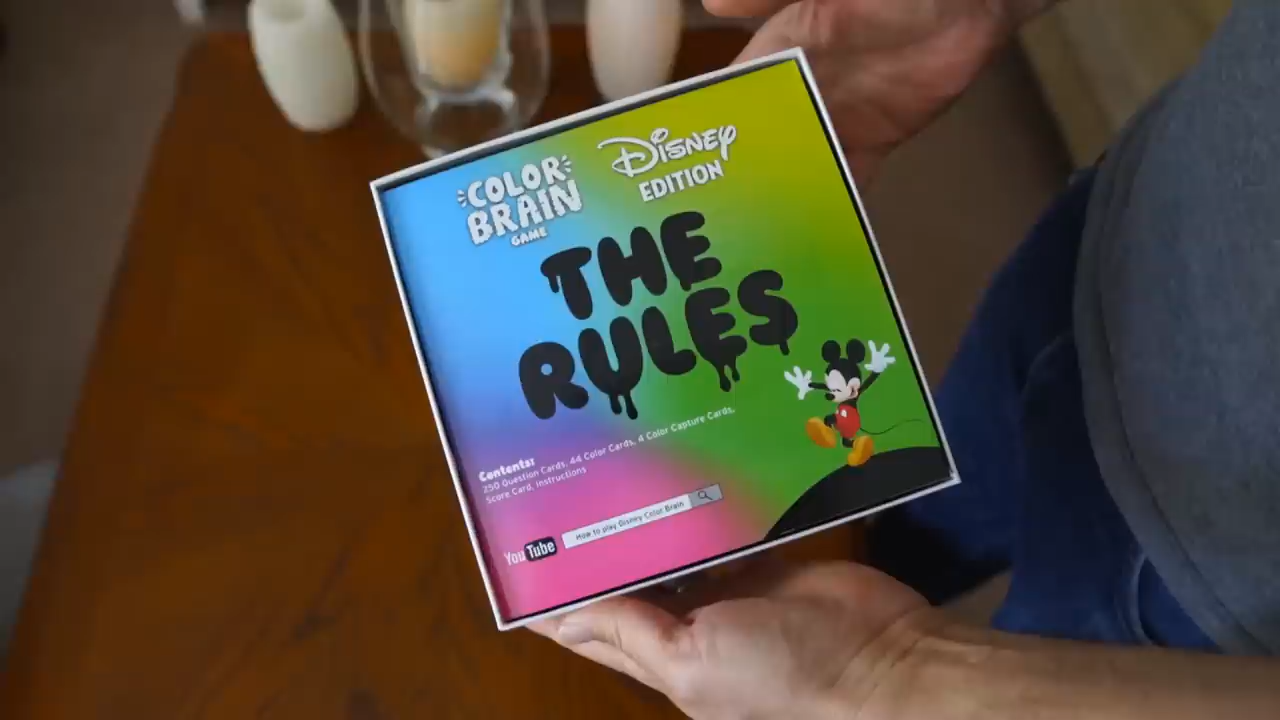 COLOR
BRAIN
GAME
Disney
EDITION
THE
RULES
Contents:
250 Question Cards, 44 Color Cards, 4 Color Capture Cards,
Score Card, Instructions
YouTube
How to play Disney Color Brain